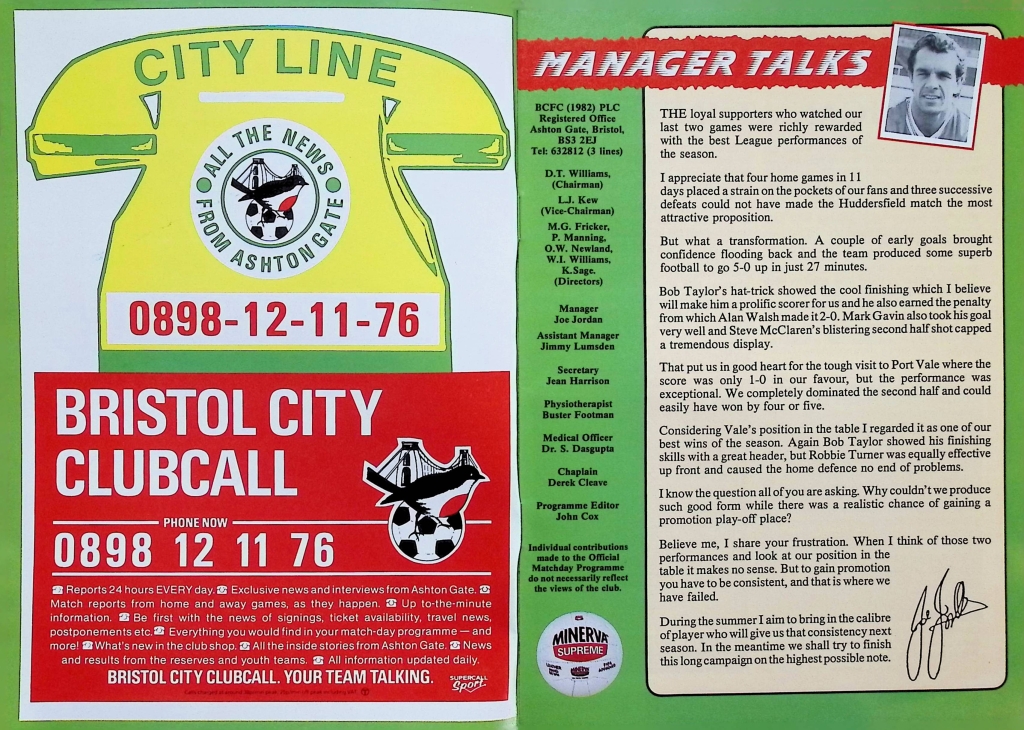 CITY LINE
ALL THE NEWS
FROM ASHTON GATE
0898-12-11-76
BRISTOL CITY
CLUBCALL
PHONE NOW
0898 12 11 76
Reports 24 hours EVERY day. Exclusive news and interviews from Ashton Gate.
Match reports from home and away games, as they happen. Up to-the-minute
information. Be first with the news of signings, ticket availability, travel news,
postponements etc. Everything you would find in your match-day programme — and
more! What's new in the club shop. All the inside stories from Ashton Gate. News
and results from the reserves and youth teams. All information updated daily.
BRISTOL CITY CLUBCALL. YOUR TEAM TALKING.
SUPERCALL
Sport
MANAGER TALKS
BCFC (1982) PLC
Registered Office
Ashton Gate, Bristol,
BS3 2EJ
Tel: 632812 (3 lines)
D.T. Williams,
(Chairman)
L.J. Kew
(Vice-Chairman)
M.G. Fricker,
P. Manning,
O.W. Newland,
W.I. Williams,
K.Sage.
(Directors)
Manager
Joe Jordan
Assistant Manager
Jimmy Lumsden
Secretary
Jean Harrison
Physiotherapist
Buster Footman
Medical Officer
Dr. S. Dasgupta
Chaplain
Derek Cleave
Programme Editor
John Cox
Individual contributions
made to the Official
Matchday Programme
do not necessarily reflect
the views of the club.
MINERVA
SUPREME
THE loyal supporters who watched our
last two games were richly rewarded
with the best League performances of
the season.
I appreciate that four home games in 11
days placed a strain on the pockets of our fans and three successive
defeats could not have made the Huddersfield match the most
attractive proposition.
But what a transformation. A couple of early goals brought
confidence flooding back and the team produced some superb
football to go 5-0 up in just 27 minutes.
Bob Taylor's hat-trick showed the cool finishing which I believe
will make him a prolific scorer for us and he also earned the penalty
from which Alan Walsh made it 2-0. Mark Gavin also took his goal
very well and Steve McClaren's blistering second half shot capped
a tremendous display.
That put us in good heart for the tough visit to Port Vale where the
score was only 1-0 in our favour, but the performance was
exceptional. We completely dominated the second half and could
easily have won by four or five.
Considering Vale's position in the table I regarded it as one of our
best wins of the season. Again Bob Taylor showed his finishing
skills with a great header, but Robbie Turner was equally effective
up front and caused the home defence no end of problems.
I know the question all of you are asking. Why couldn't we produce
such good form while there was a realistic chance of gaining a
promotion play-off place?
Believe me, I share your frustration. When I think of those two
performances and look at our position in the
table it makes no sense. But to gain promotion
you have to be consistent, and that is where we
have failed.
During the summer I aim to bring in the calibre
of player who will give us that consistency next
season. In the meantime we shall try to finish
this long campaign on the highest possible note.